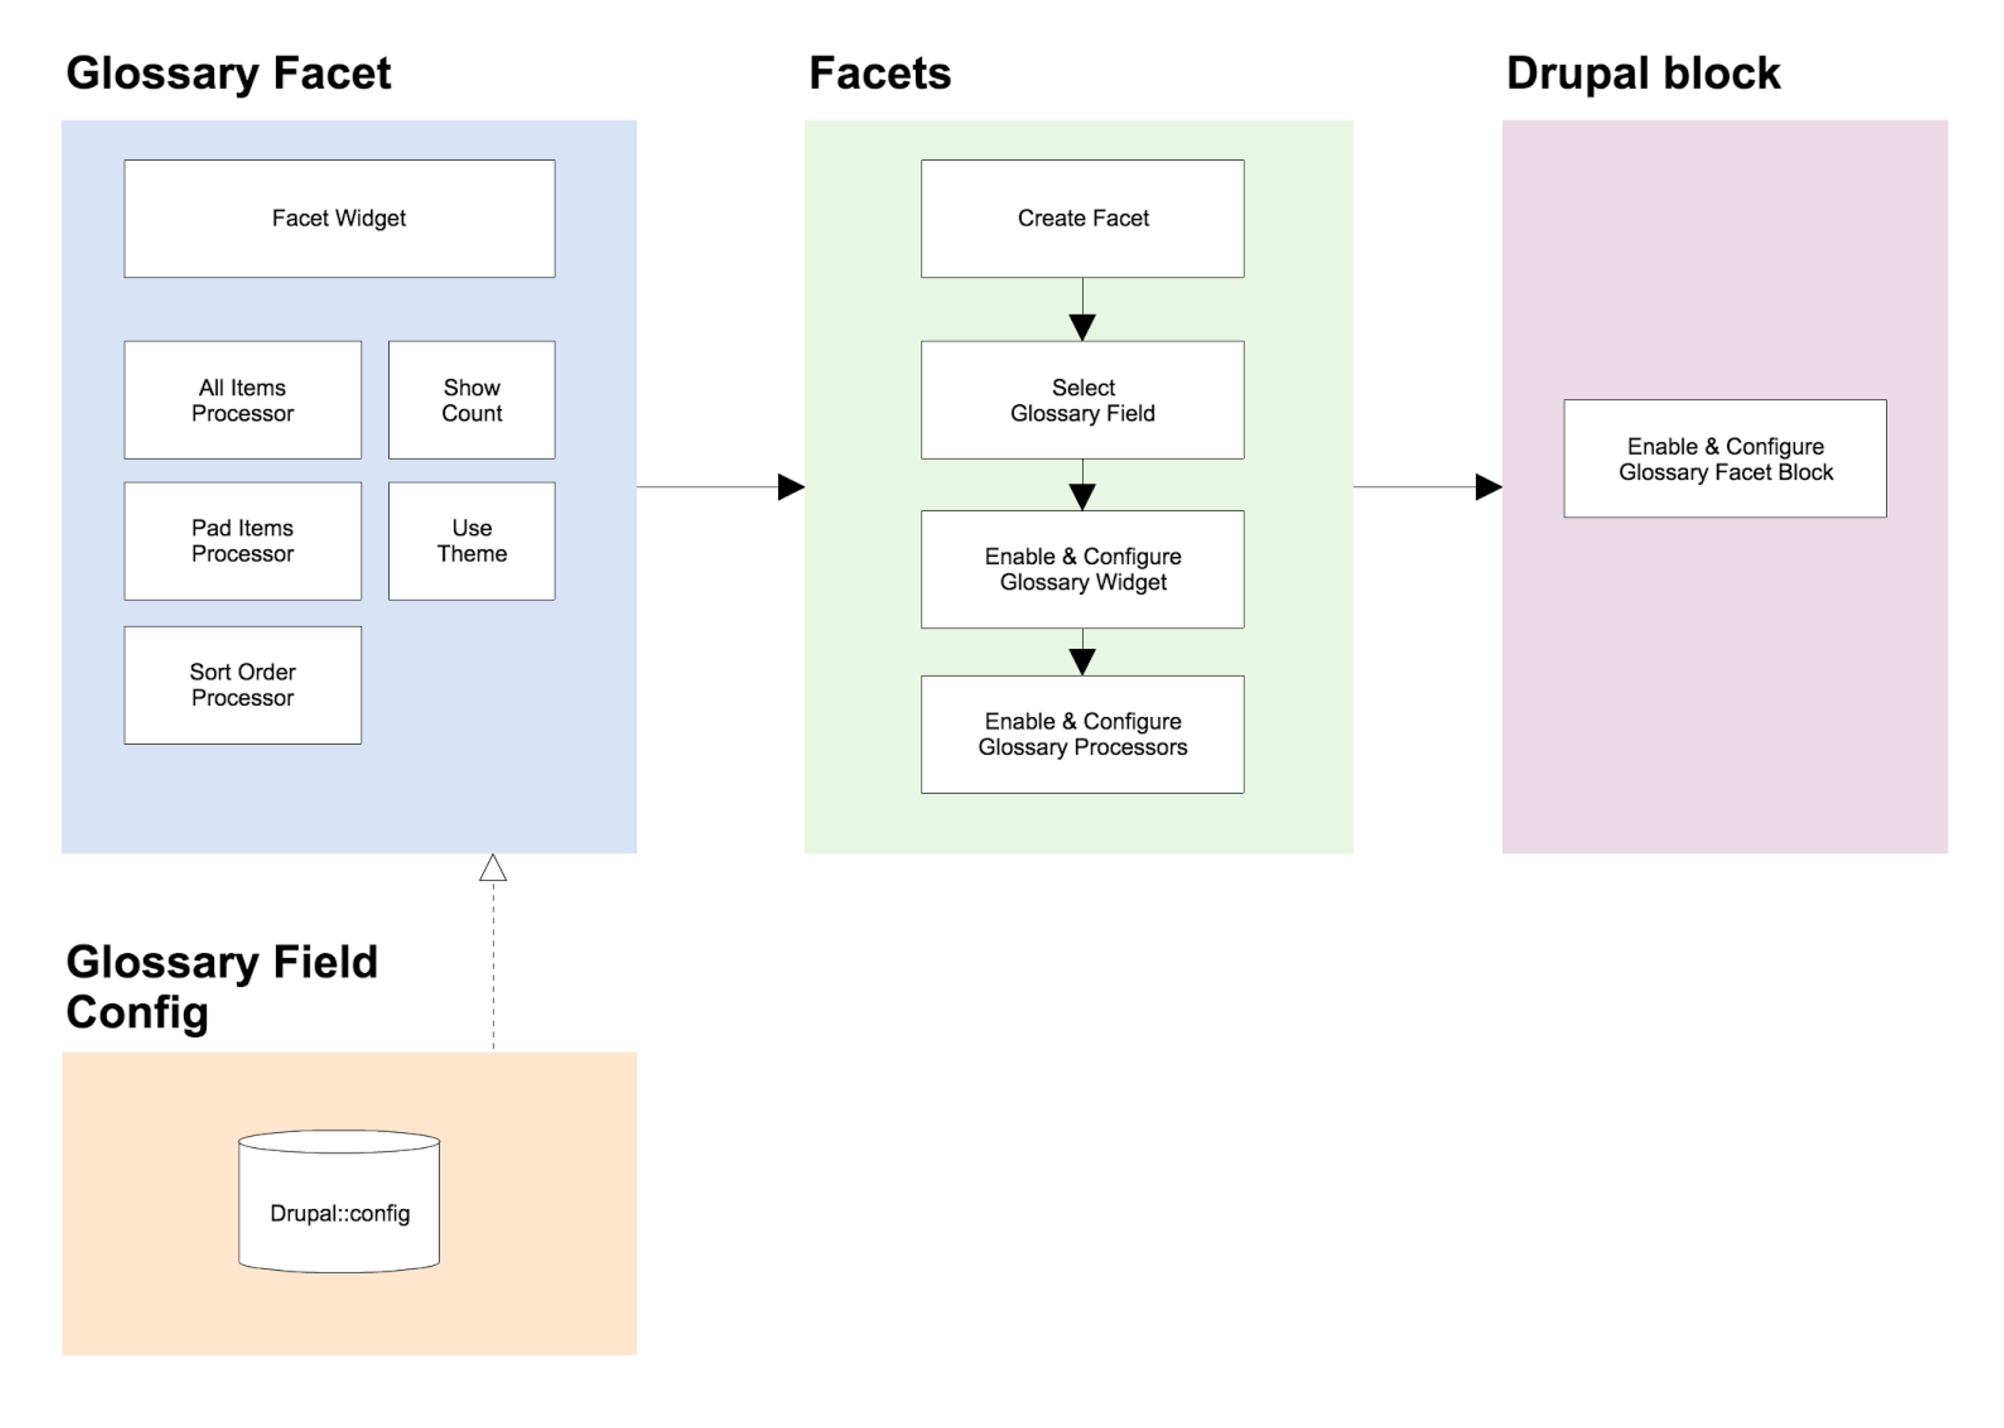 Glossary Facet
Facet Widget
All Items
Processor
Show
Count
Pad Items
Processor
Use
Theme
Sort Order
Processor
Facets
Create Facet
Select
Glossary Field
Enable & Configure
Glossary Widget
Enable & Configure
Glossary Processors
Drupal block
Enable & Configure
Glossary Facet Block
Glossary Field
Config
Drupal::config